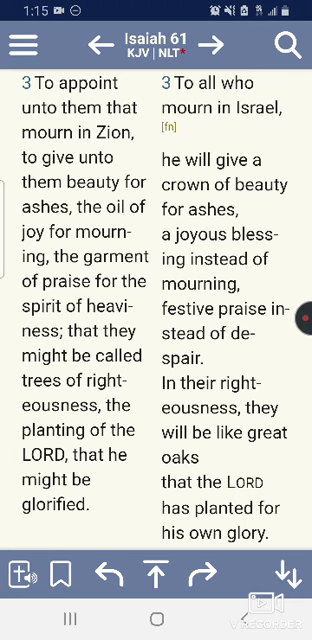 1:15
Isaiah 61
KJV | NLT*
3 To appoint
unto them that
mourn in Zion,
to give unto
them beauty for
ashes, the oil of
joy for mourn-
ing, the garment
of praise for the
spirit of heavi-
ness; that they
might be called
trees of right-
eousness, the
planting of the
LORD, that he
might be
glorified.
3 To all who
mourn in Israel,
[fn]
he will give a
crown of beauty
for ashes,
a joyous bless-
ing instead of
mourning,
festive praise in-
stead of de-
spair.
In their right-
eousness, they
will be like great
oaks
that the LORD
has planted for
his own glory.
V RECORDER